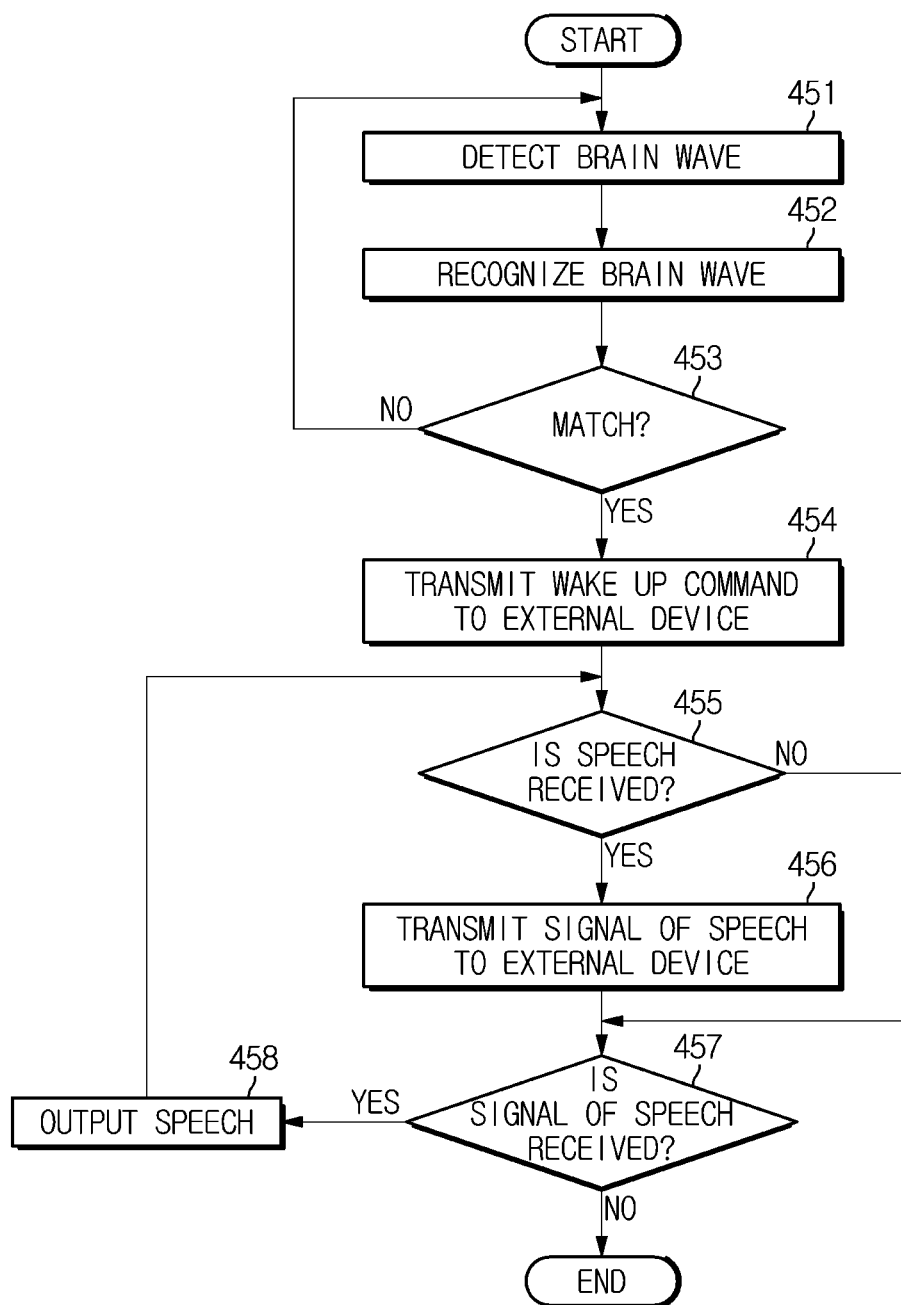 START
451
DETECT BRAIN WAVE
452
RECOGNIZE BRAIN WAVE
453
MATCH?
NO
YES
454
TRANSMIT WAKE UP COMMAND
TO EXTERNAL DEVICE
455
IS SPEECH
RECEIVED?
NO
YES
456
TRANSMIT SIGNAL OF SPEECH
TO EXTERNAL DEVICE
457
IS
SIGNAL OF SPEECH
RECEIVED?
YES
458
OUTPUT SPEECH
NO
END